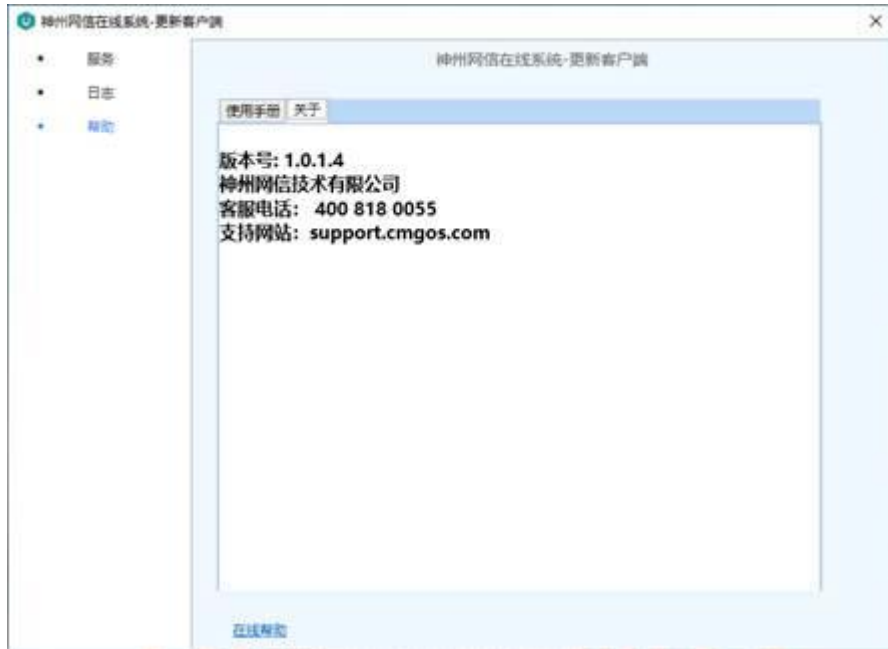 神州网信在线系统-更新客户端
服务
日志
帮助
神州网信在线系统-更新客户端
使用手册 关于
版本号: 1.0.1.4
神州网信技术有限公司
客服电话： 400 818 0055
支持网站：support.cmgos.com
在线帮助